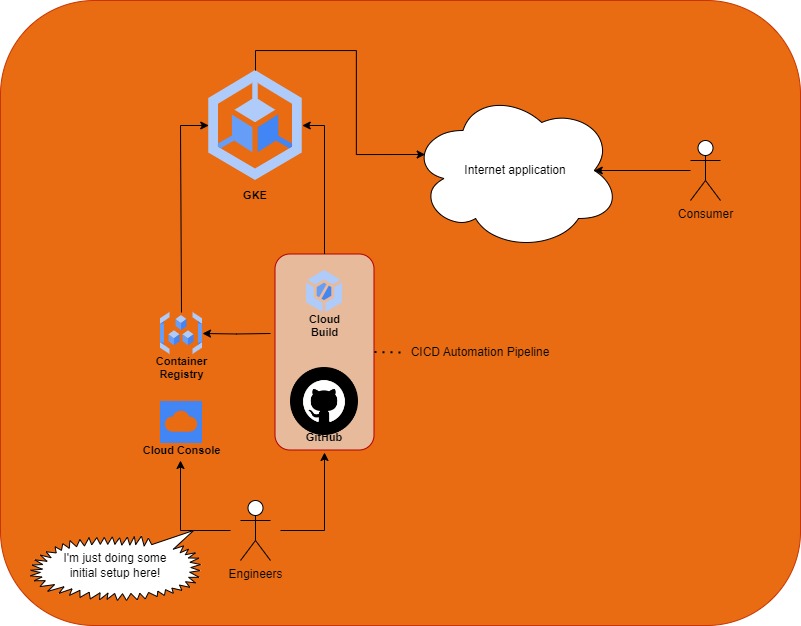 GKE
Internet application
Consumer
Cloud
Build
Container
Registry
CICD Automation Pipeline
GitHub
Cloud Console
I'm just doing some
initial setup here!
Engineers